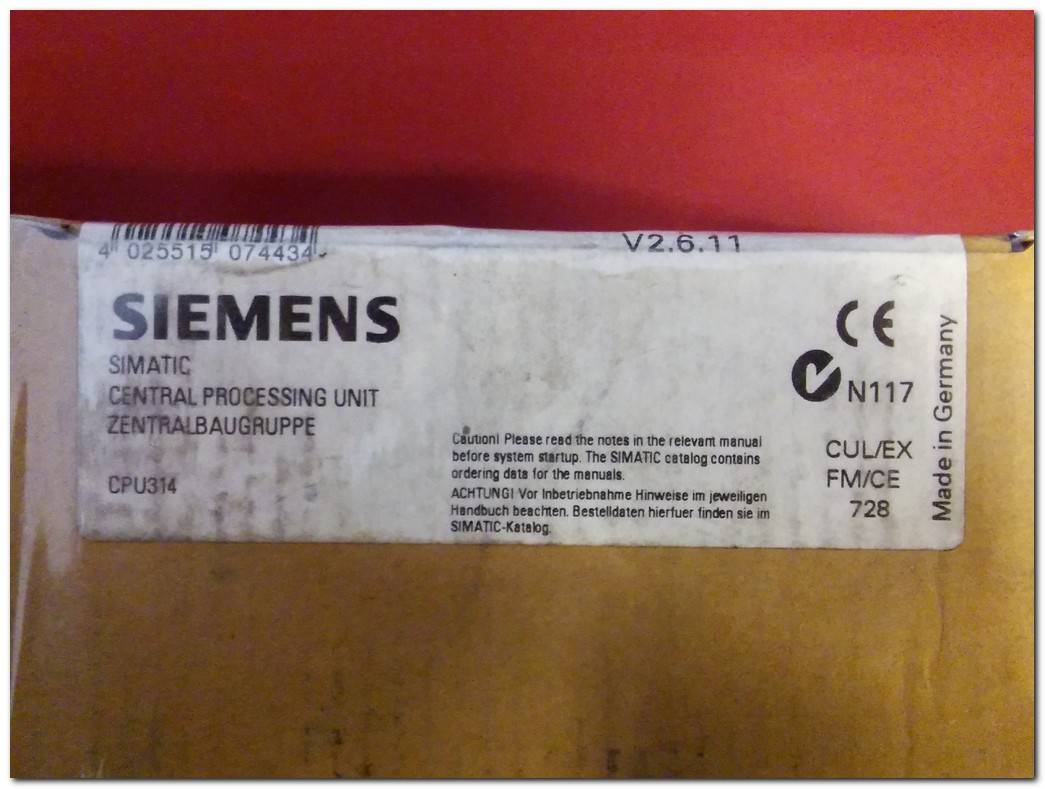 4 025515 074434
V2.6.11
SIEMENS
SIMATIC
CENTRAL PROCESSING UNIT
ZENTRALBAUGRUPPE
CPU314
Caution! Please read the notes in the relevant manual
before system startup. The SIMATIC catalog contains
ordering data for the manuals.
ACHTUNG! Vor Inbetriebnahme Hinweise im jeweiligen
Handbuch beachten. Bestelldaten hierfuer finden sie im
SIMATIC-Katalog.
CE
N117
CUL/EX
FM/CE
728
Made in Germany